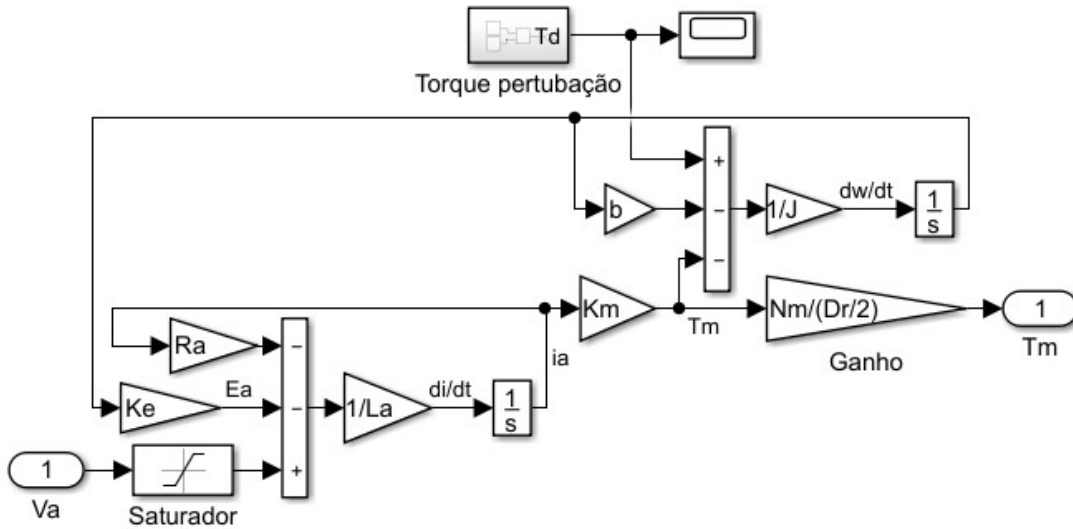 Td
Torque pertubação
+
b
−
1/J
dw/dt
1
s
−
Km
Tm
Nm/(Dr/2)
1
Ganho
Tm
Ra
−
ia
Ke
Ea
−
1/La
di/dt
1
s
1
+
Va
Saturador